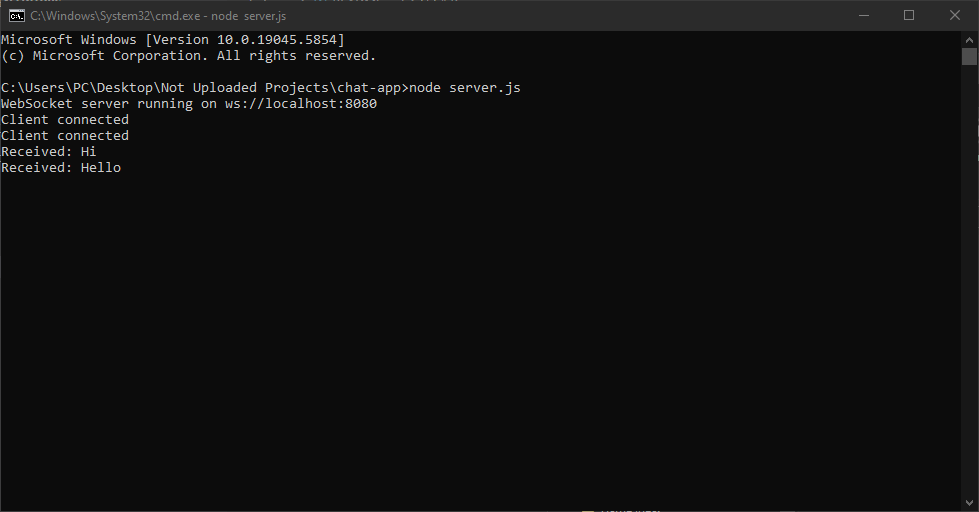 C:\Windows\System32\cmd.exe - node server.js
Microsoft Windows [Version 10.0.19045.5854]
(c) Microsoft Corporation. All rights reserved.
C:\Users\PC\Desktop\Not Uploaded Projects\chat-app>node server.js
WebSocket server running on ws://localhost:8080
Client connected
Client connected
Received: Hi
Received: Hello